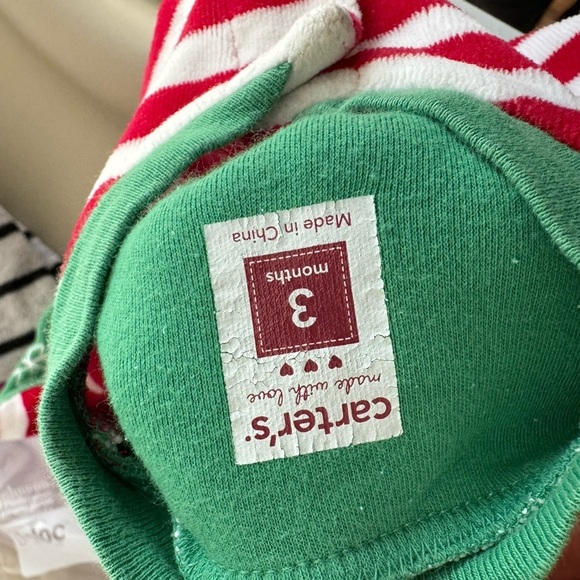 carter's
made with love
3
months
Made in China